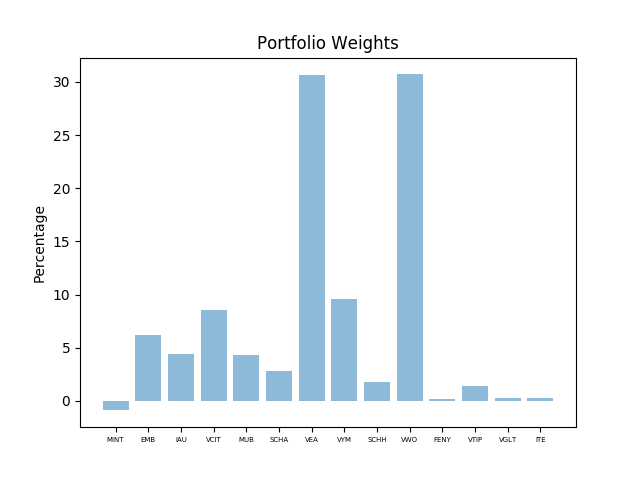 Portfolio Weights
Percentage
30
25
20
15
10
5
0
MINT EMB IAU VCIT MUB SCHA VEA VYM SCHH VWO FENY VTIP VGLT ITE